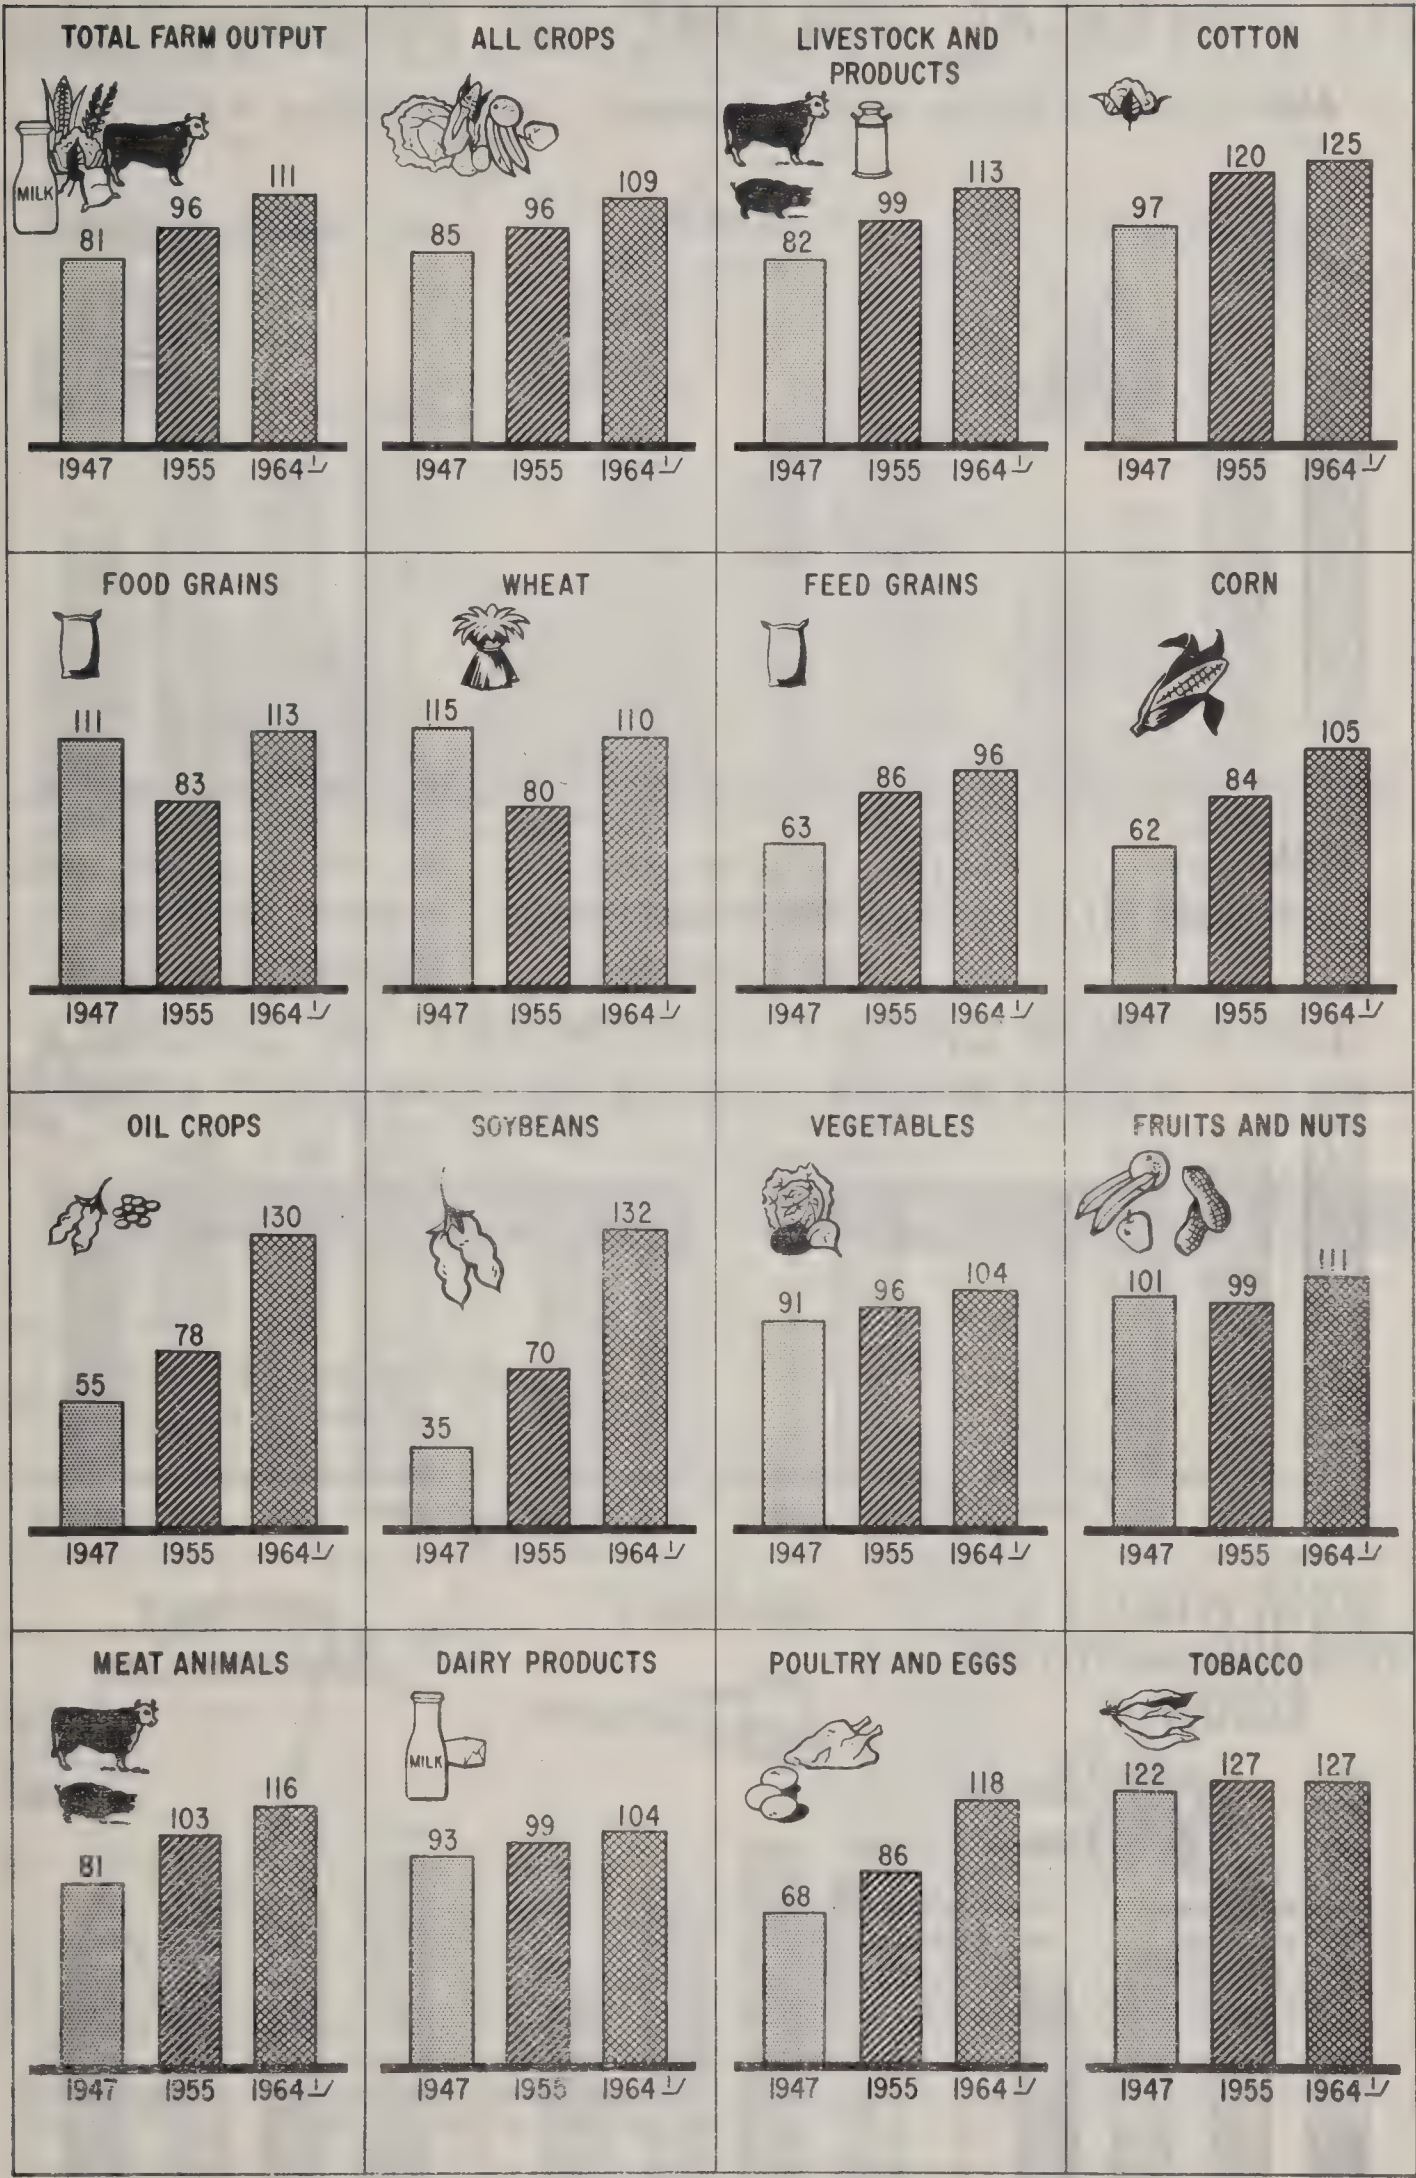 TOTAL FARM OUTPUT
MILK
81
96
111
1947 1955 1964 1/
ALL CROPS
85
96
109
1947 1955 1964 1/
LIVESTOCK AND
PRODUCTS
82
99
113
1947 1955 1964 1/
COTTON
97
120
125
1947 1955 1964 1/
FOOD GRAINS
111
83
113
1947 1955 1964 1/
WHEAT
115
80
110
1947 1955 1964 1/
FEED GRAINS
63
86
96
1947 1955 1964 1/
CORN
62
84
105
1947 1955 1964 1/
OIL CROPS
55
78
130
1947 1955 1964 1/
SOYBEANS
35
70
132
1947 1955 1964 1/
VEGETABLES
91
96
104
1947 1955 1964 1/
FRUITS AND NUTS
101
99
111
1947 1955 1964 1/
MEAT ANIMALS
81
103
116
1947 1955 1964 1/
DAIRY PRODUCTS
MILK
93
99
104
1947 1955 1964 1/
POULTRY AND EGGS
68
86
118
1947 1955 1964 1/
TOBACCO
122
127
127
1947 1955 1964 1/